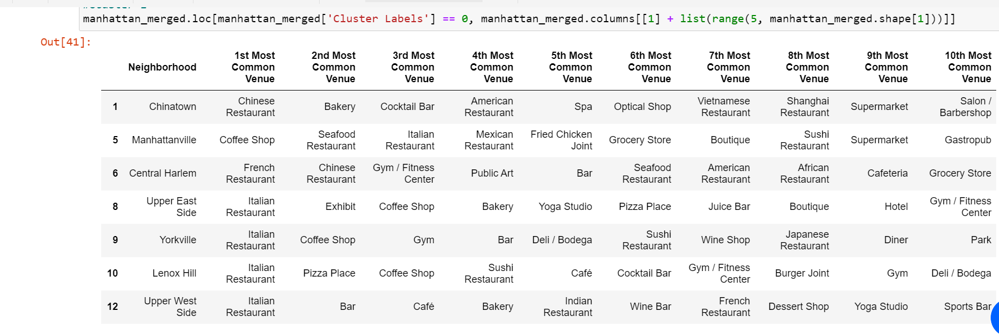 manhattan_merged.loc[manhattan_merged['Cluster Labels'] == 0, manhattan_merged.columns[[1] + list(range(5, manhattan_merged.shape[1]))]]
Out[41]:
Neighborhood 1st Most Common Venue 2nd Most Common Venue 3rd Most Common Venue 4th Most Common Venue 5th Most Common Venue 6th Most Common Venue 7th Most Common Venue 8th Most Common Venue 9th Most Common Venue 10th Most Common Venue
1 Chinatown Chinese Restaurant Bakery Cocktail Bar American Restaurant Spa Optical Shop Vietnamese Restaurant Shanghai Restaurant Supermarket Salon / Barbershop
5 Manhattanville Coffee Shop Seafood Restaurant Italian Restaurant Mexican Restaurant Fried Chicken Joint Grocery Store Boutique Sushi Restaurant Supermarket Gastropub
6 Central Harlem French Restaurant Chinese Restaurant Gym / Fitness Center Public Art Bar Seafood Restaurant American Restaurant African Restaurant Cafeteria Grocery Store
8 Upper East Side Italian Restaurant Exhibit Coffee Shop Bakery Yoga Studio Pizza Place Juice Bar Boutique Hotel Gym / Fitness Center
9 Yorkville Italian Restaurant Coffee Shop Gym Bar Deli / Bodega Sushi Restaurant Wine Shop Japanese Restaurant Diner Park
10 Lenox Hill Italian Restaurant Pizza Place Coffee Shop Sushi Restaurant Café Cocktail Bar Gym / Fitness Center Burger Joint Gym Deli / Bodega
12 Upper West Side Italian Restaurant Bar Café Bakery Indian Restaurant Wine Bar French Restaurant Dessert Shop Yoga Studio Sports Bar